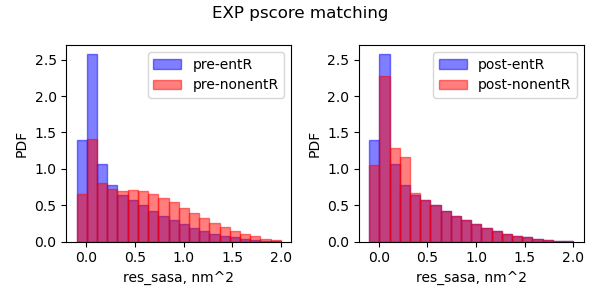 EXP pscore matching
pre-entR
pre-nonentR
PDF
2.5
2.0
1.5
1.0
0.5
0.0
0.0 0.5 1.0 1.5 2.0
res_sasa, nm^2
post-entR
post-nonentR
PDF
2.5
2.0
1.5
1.0
0.5
0.0
0.0 0.5 1.0 1.5 2.0
res_sasa, nm^2